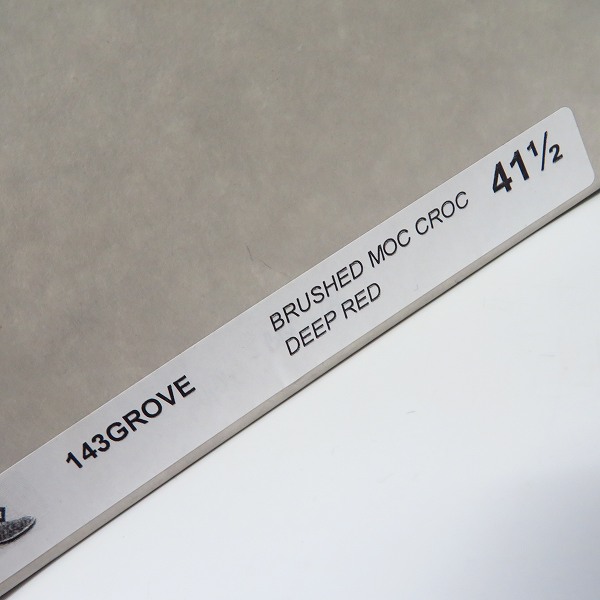 143GROVE
BRUSHED MOC CROC
DEEP RED
41½